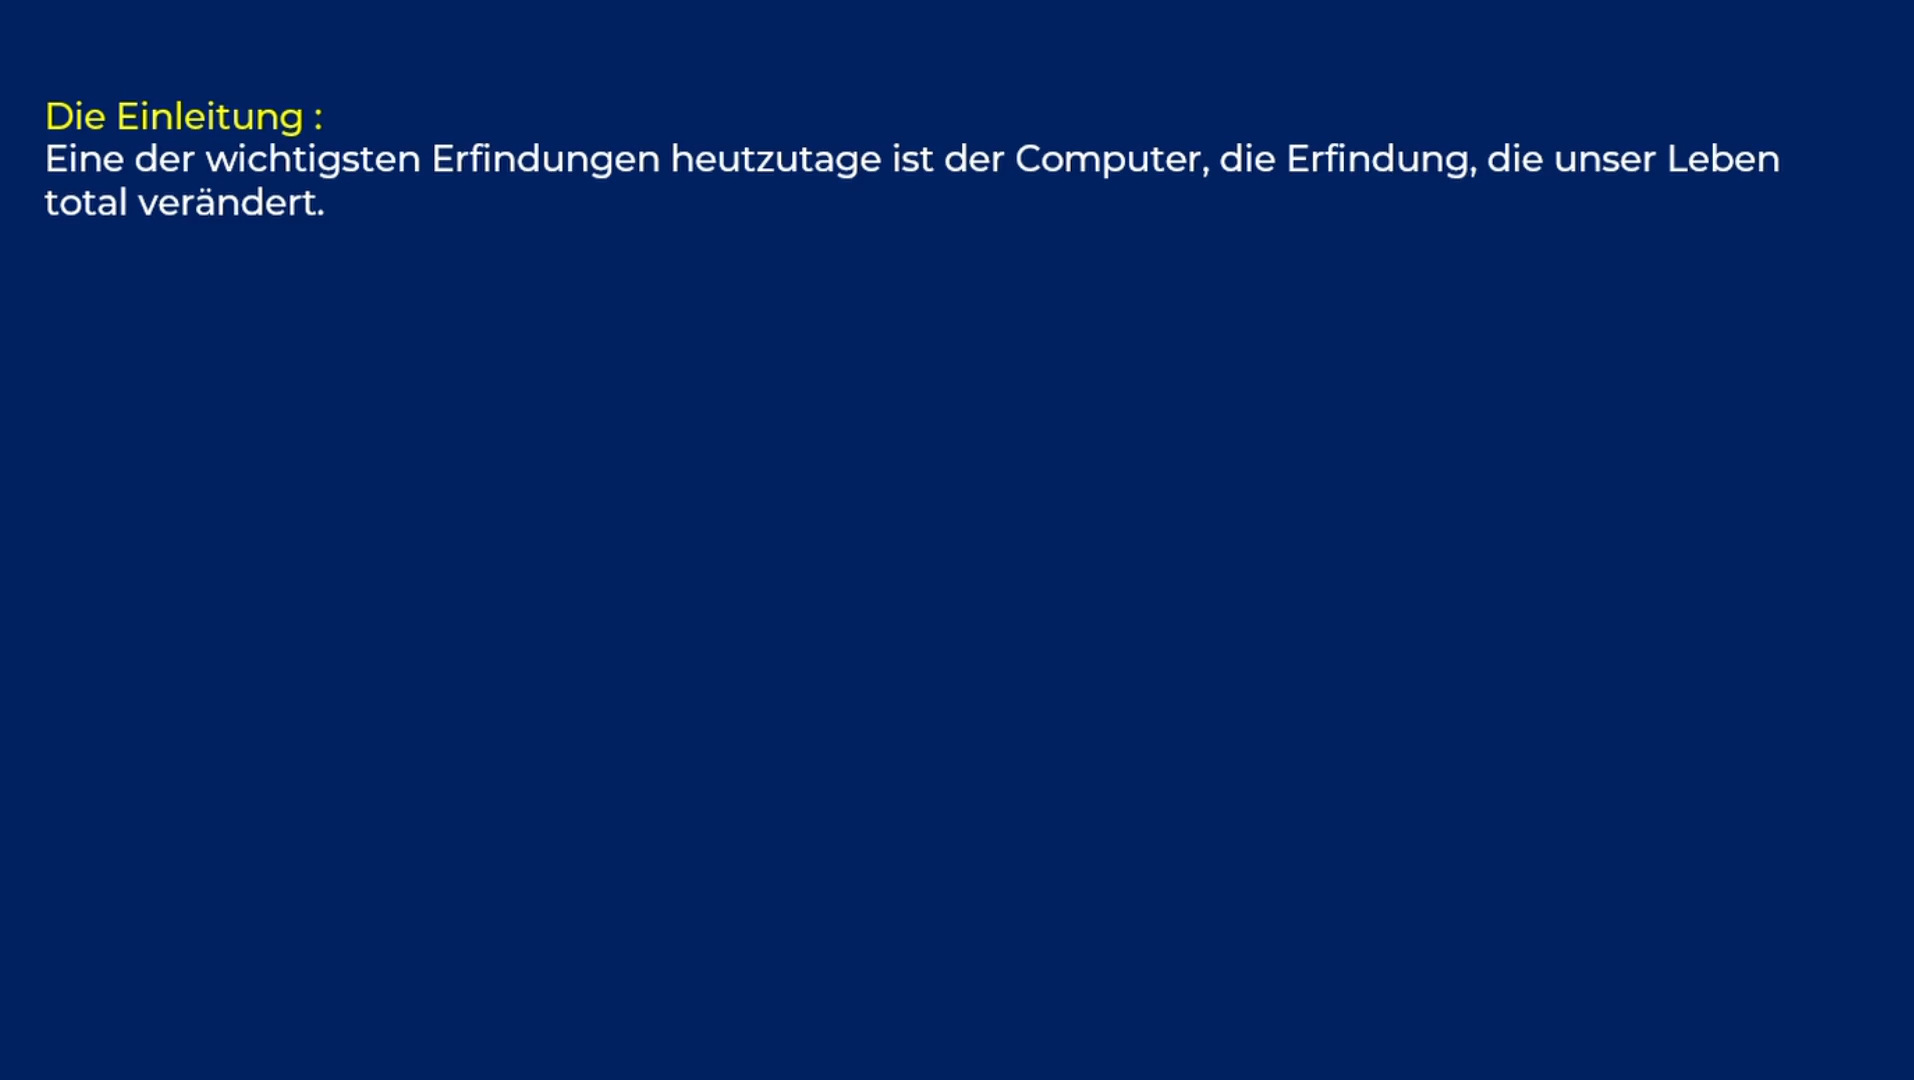 Die Einleitung :
Eine der wichtigsten Erfindungen heutzutage ist der Computer, die Erfindung, die unser Leben
total verändert.